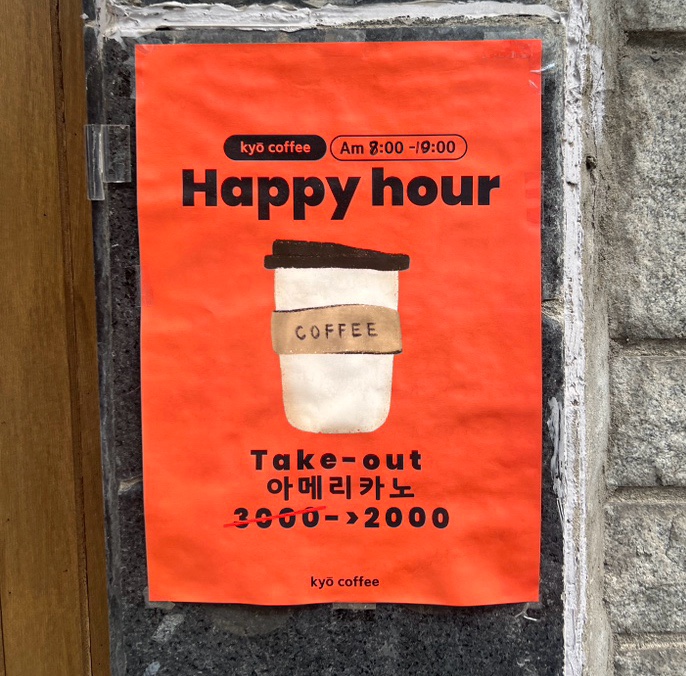 kyō coffee Am 8:00 -/9:00
Happy hour
COFFEE
Take-out
아메리카노
3000->2000
kyō coffee